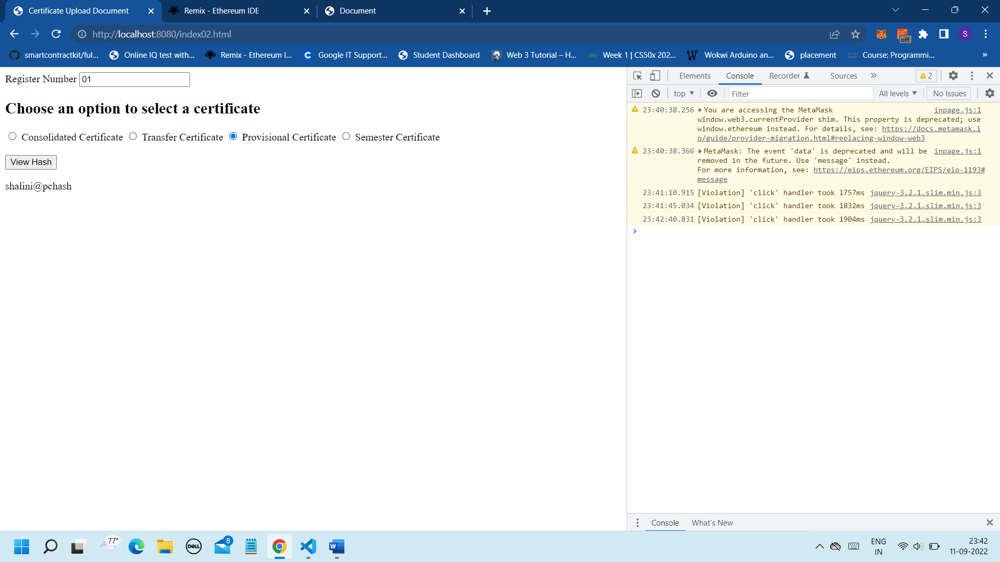 Certificate Upload Document
Remix - Ethereum IDE
Document
http://localhost:8080/index02.html
off
S
smartcontractkit/ful...
Online IQ test with...
Remix - Ethereum I...
Google IT Support...
Student Dashboard
Web 3 Tutorial – H...
Week 1 | CS50x 202...
Wokwi Arduino an...
placement
Course: Programmi...
»
Register Number 01
Choose an option to select a certificate
Consolidated Certificate Transfer Certificate Provisional Certificate Semester Certificate
View Hash
shalini@pchash
Elements Console Recorder Sources » 2
top Filter All levels No Issues
23:40:38.256 You are accessing the MetaMask inpage.js:1
window.web3.currentProvider shim. This property is deprecated; use
window.ethereum instead. For details, see: https://docs.metamask.i
o/guide/provider-migration.html#replacing-window-web3
23:40:38.366 MetaMask: The event 'data' is deprecated and will be inpage.js:1
removed in the future. Use 'message' instead.
For more information, see: https://eips.ethereum.org/EIPS/eip-1193#
message
23:41:10.915 [Violation] 'click' handler took 1757ms jquery-3.2.1.slim.min.js:3
23:41:45.034 [Violation] 'click' handler took 1832ms jquery-3.2.1.slim.min.js:3
23:42:40.831 [Violation] 'click' handler took 1904ms jquery-3.2.1.slim.min.js:3
Console What's New
77°
DELL
8
W
ENG
IN
23:42
11-09-2022